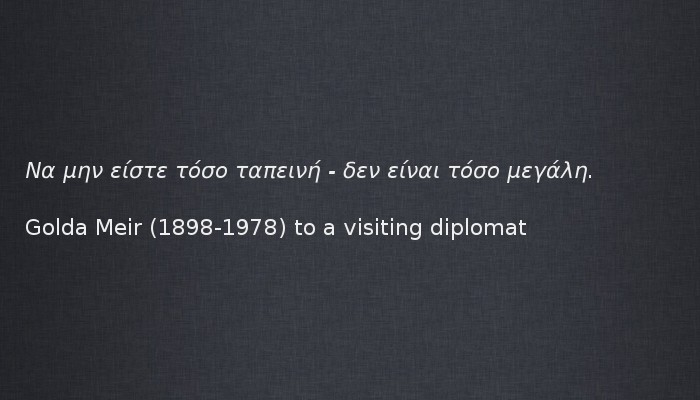 Να μην είστε τόσο ταπεινή - δεν είναι τόσο μεγάλη.
Golda Meir (1898-1978) to a visiting diplomat